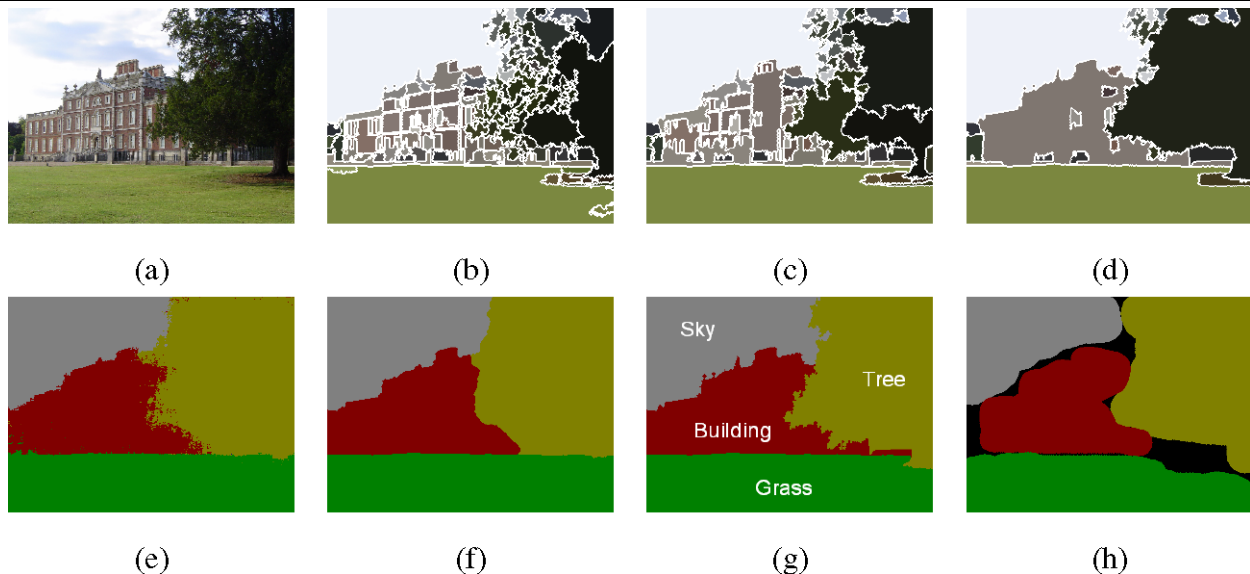 (a)
(b)
(c)
(d)
Sky
Tree
Building
Grass
(e)
(f)
(g)
(h)